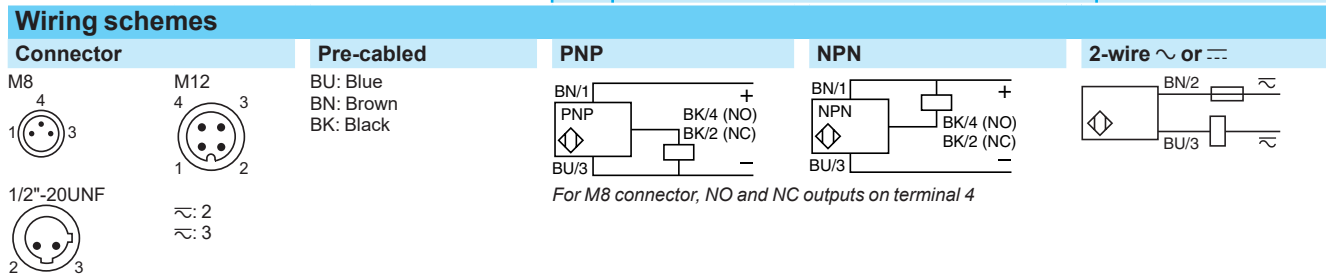 Wiring schemes
Connector
Pre-cabled
PNP
NPN
2-wire ∼ or ⎓
M8
4
1
3
M12
4
3
1
2
BU: Blue
BN: Brown
BK: Black
BN/1
+
PNP
BK/4 (NO)
BK/2 (NC)
BU/3
–
BN/1
+
NPN
BK/4 (NO)
BK/2 (NC)
BU/3
–
BN/2
BU/3
For M8 connector, NO and NC outputs on terminal 4
1/2"-20UNF
2
3
⏦: 2
⏦: 3